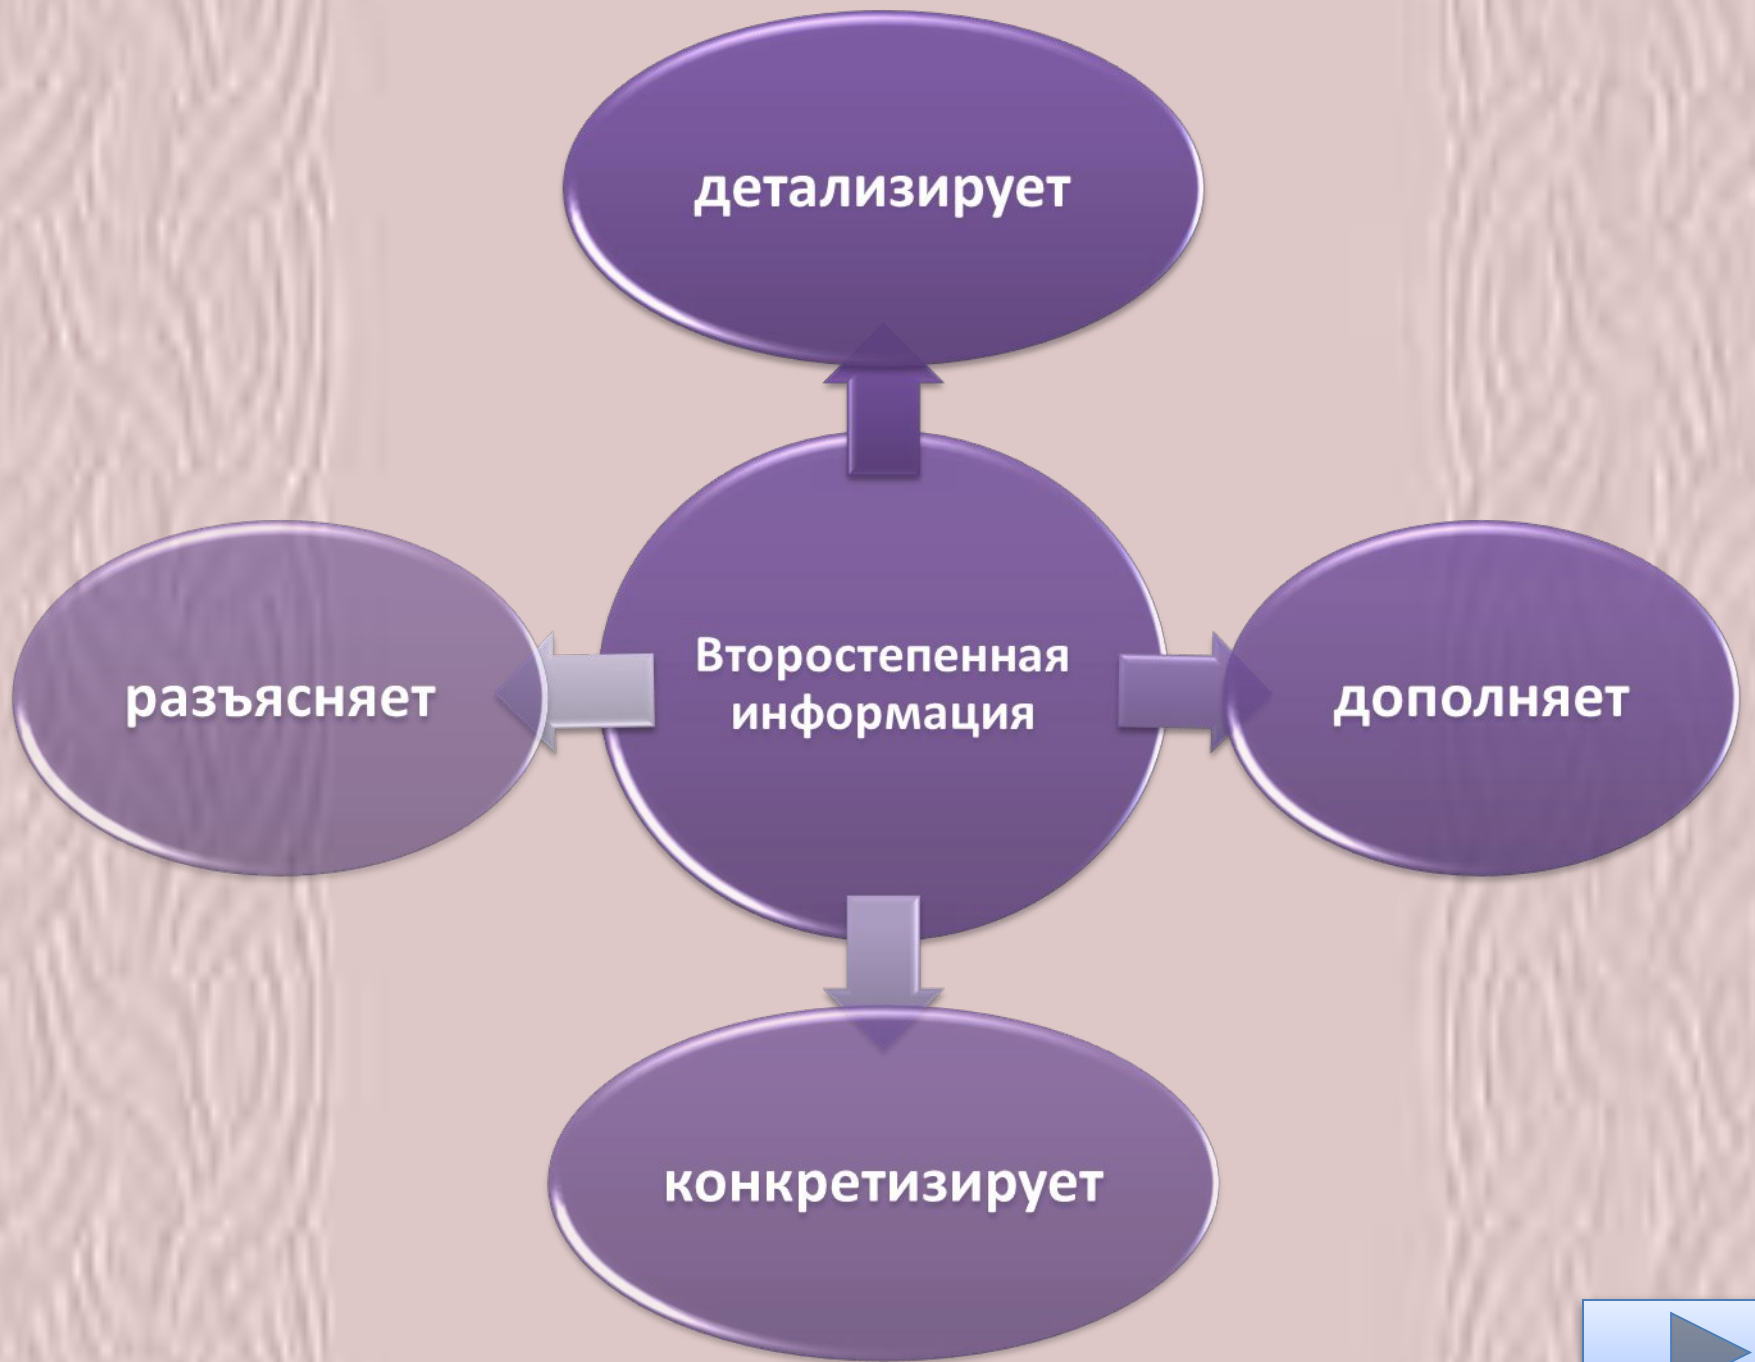 детализирует
разъясняет
Второстепенная
информация
дополняет
конкретизирует